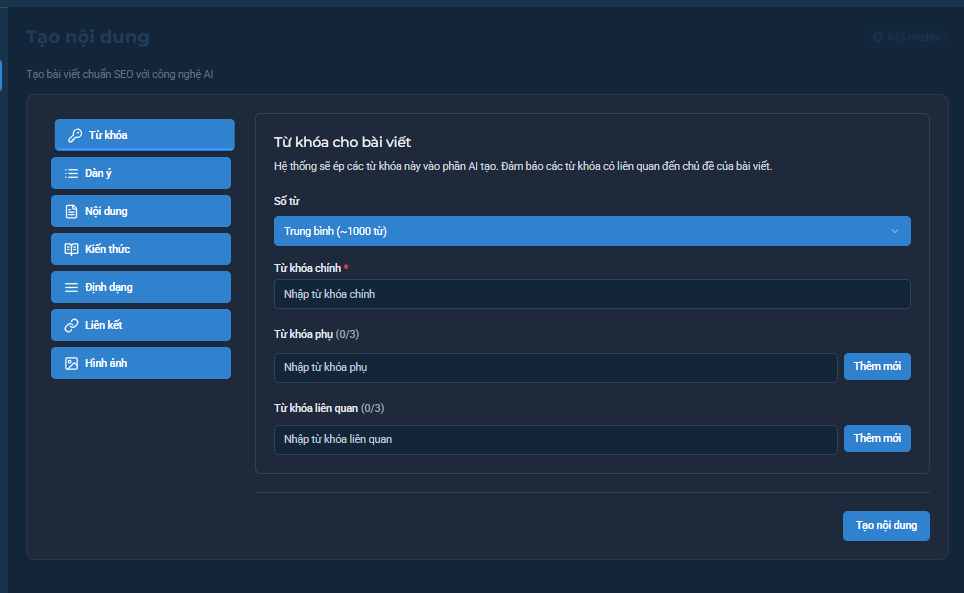 Tạo nội dung
645 credits
Tạo bài viết chuẩn SEO với công nghệ AI
Từ khóa
Dàn ý
Nội dung
Kiến thức
Định dạng
Liên kết
Hình ảnh
Từ khóa cho bài viết
Hệ thống sẽ ép các từ khóa này vào phần AI tạo. Đảm bảo các từ khóa có liên quan đến chủ đề của bài viết.
Số từ
Trung bình (~1000 từ)
Từ khóa chính *
Nhập từ khóa chính
Từ khóa phụ (0/3)
Nhập từ khóa phụ
Thêm mới
Từ khóa liên quan (0/3)
Nhập từ khóa liên quan
Thêm mới
Tạo nội dung